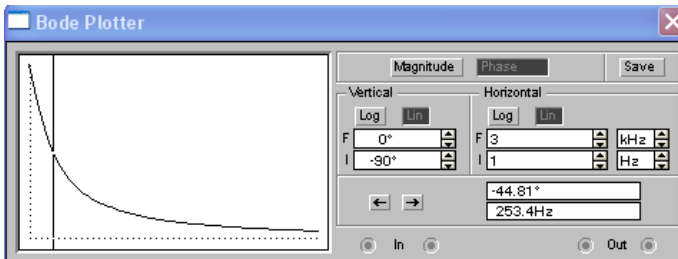 Bode Plotter
Magnitude Phase Save
Vertical Horizontal
Log Lin Log Lin
F 0° F 3 kHz
I -90° I 1 Hz
← → -44.81°
253.4Hz
In Out